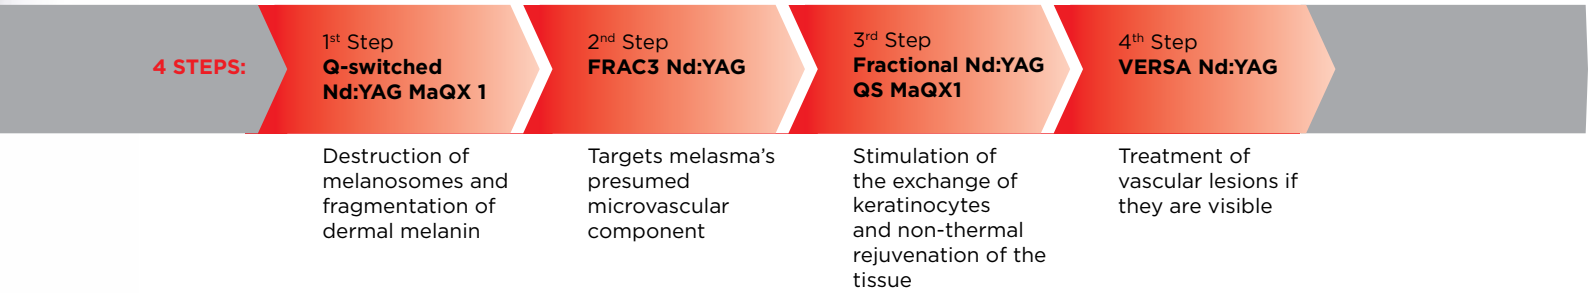 4 STEPS:
1st Step
Q-switched
Nd:YAG MaQX 1
2nd Step
FRAC3 Nd:YAG
3rd Step
Fractional Nd:YAG
QS MaQX1
4th Step
VERSA Nd:YAG
Destruction of
melanosomes and
fragmentation of
dermal melanin
Targets melasma’s
presumed
microvascular
component
Stimulation of
the exchange of
keratinocytes
and non-thermal
rejuvenation of the
tissue
Treatment of
vascular lesions if
they are visible